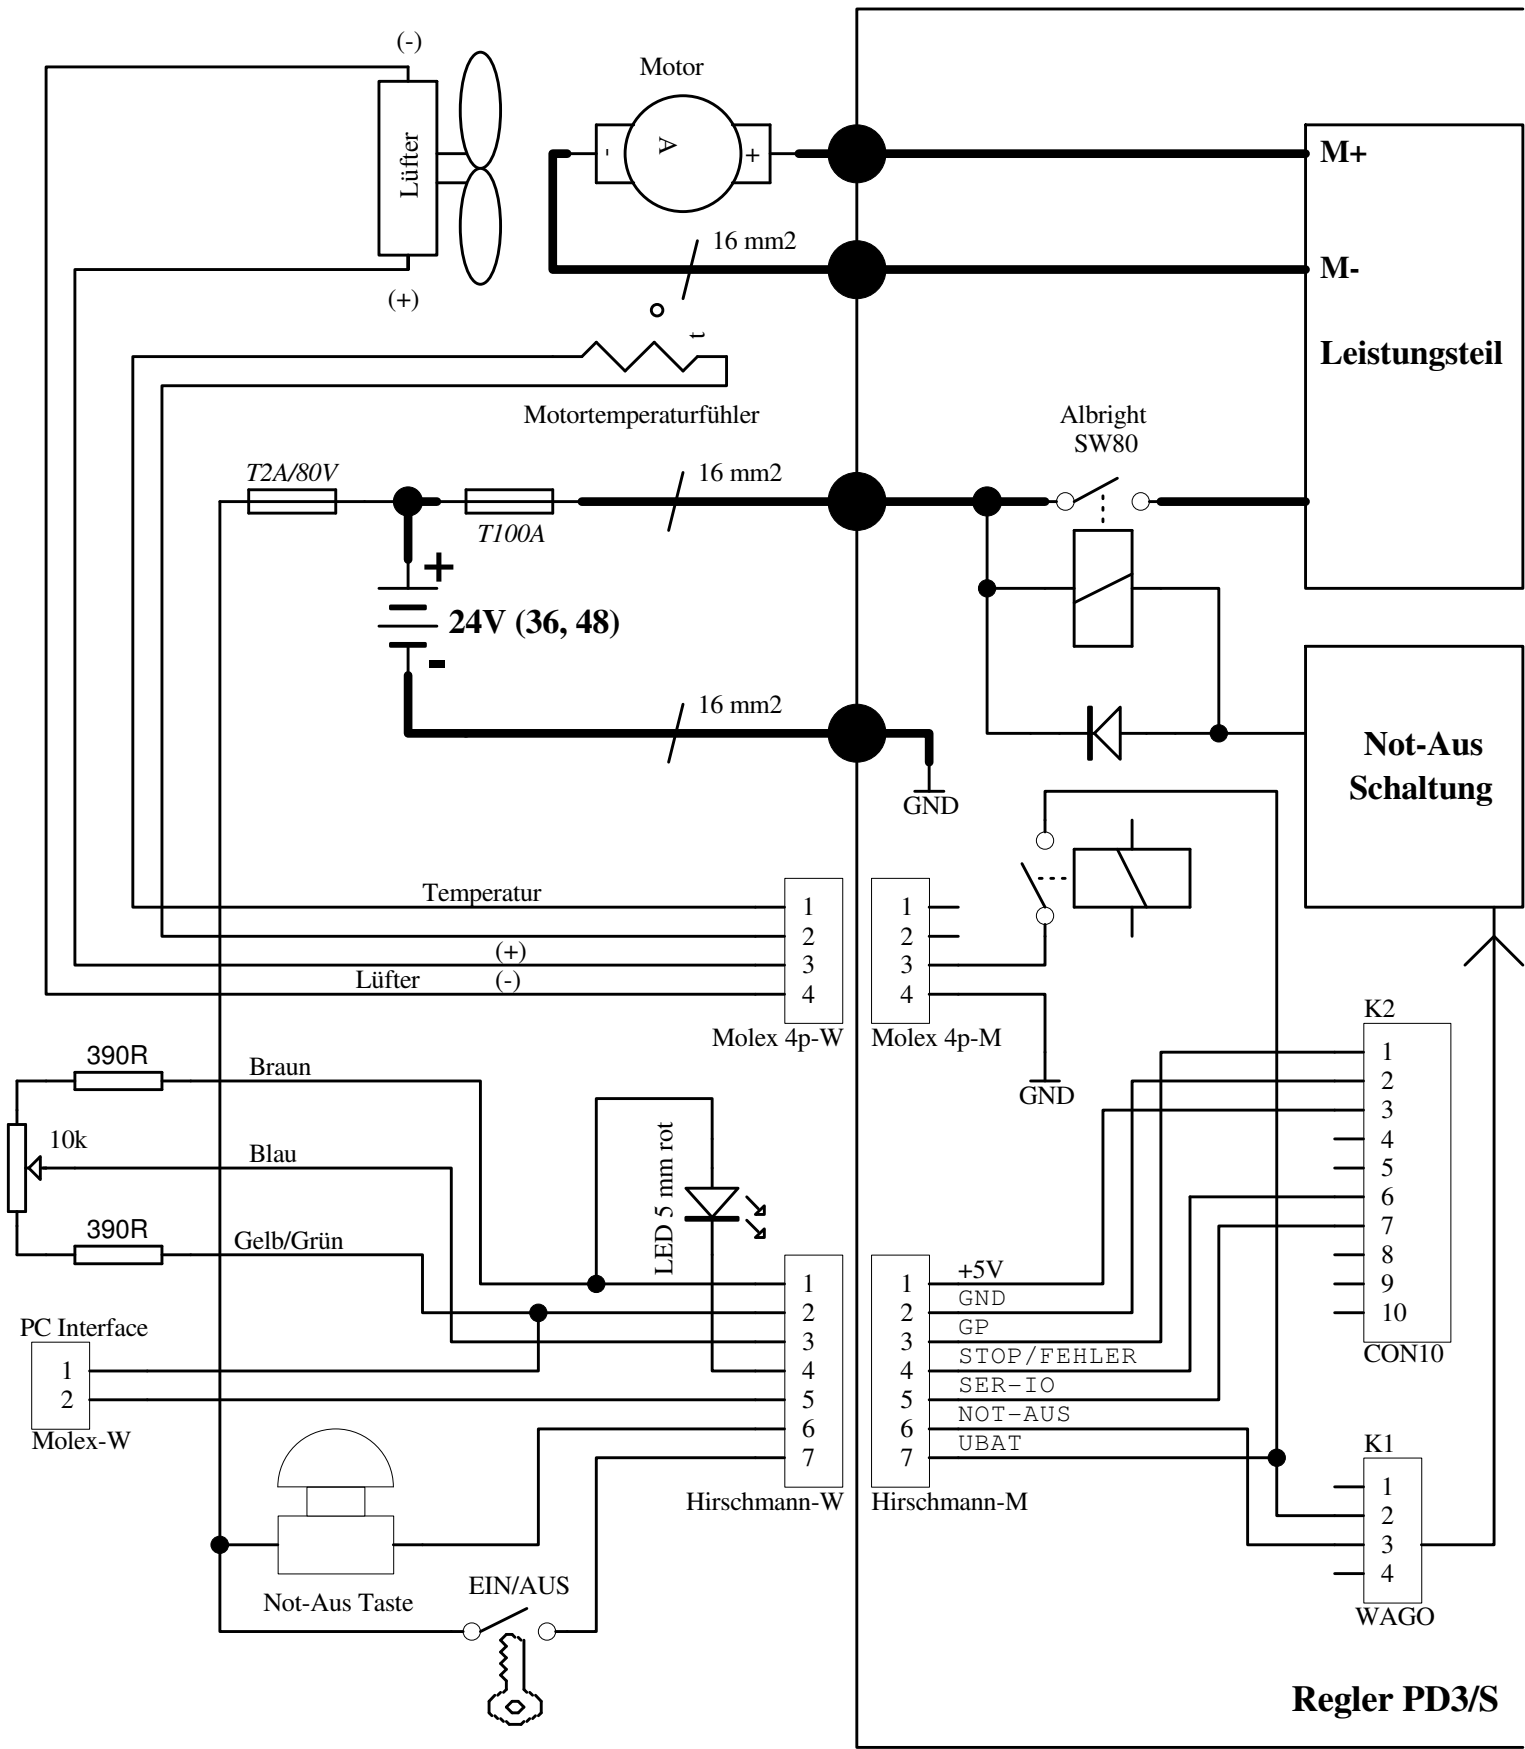 (-)
Motor
Lüfter
A
-
+
M+
16 mm2
M-
(+)
t
Leistungsteil
Motortemperaturfühler
Albright
SW80
T2A/80V
16 mm2
T100A
+
24V (36, 48)
-
16 mm2
Not-Aus
Schaltung
GND
Temperatur
1
2
3
4
(+)
Lüfter
(-)
Molex 4p-W
1
2
3
4
Molex 4p-M
GND
K2
1
2
3
4
5
6
7
8
9
10
CON10
390R
Braun
10k
Blau
390R
Gelb/Grün
LED 5 mm rot
PC Interface
1
2
Molex-W
1
2
3
4
5
6
7
Hirschmann-W
1
2
3
4
5
6
7
Hirschmann-M
+5V
GND
GP
STOP/FEHLER
SER-IO
NOT-AUS
UBAT
K1
1
2
3
4
WAGO
Not-Aus Taste
EIN/AUS
Regler PD3/S